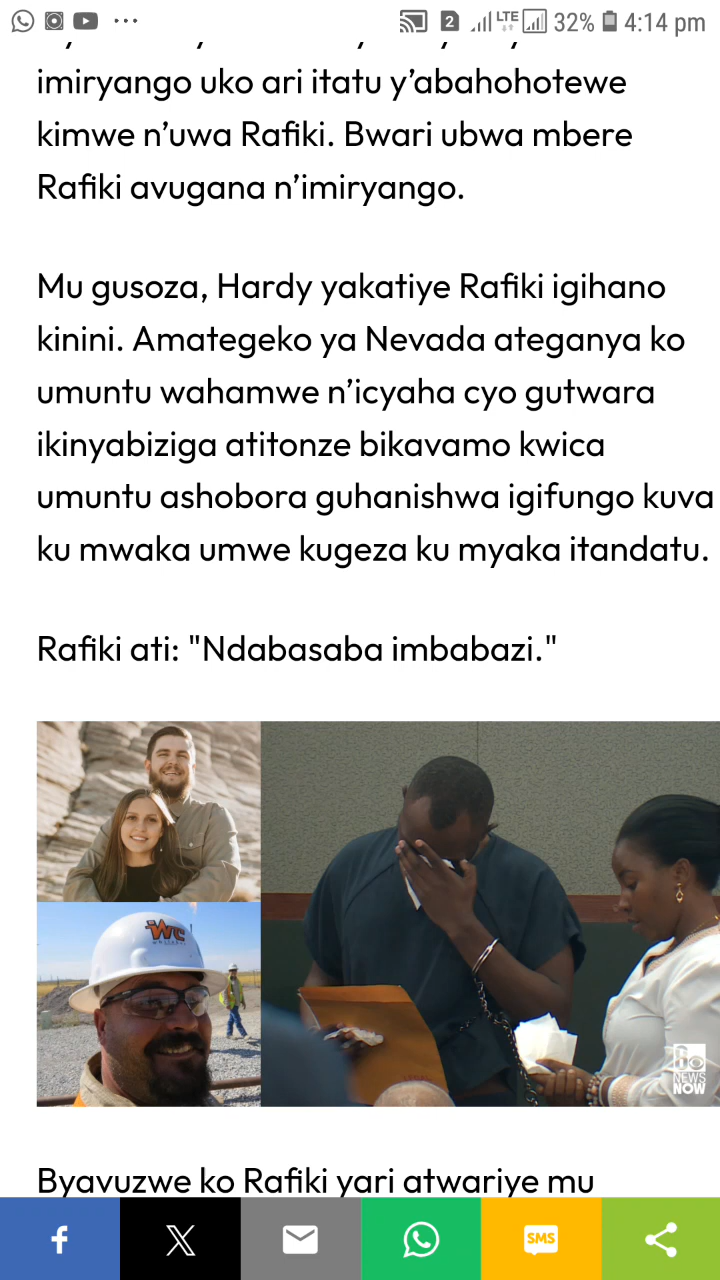 LTE 32% 4:14 pm
2
imiryango uko ari itatu y’abahohotewe
kimwe n’uwa Rafiki. Bwari ubwa mbere
Rafiki avugana n’imiryango.
Mu gusoza, Hardy yakatiye Rafiki igihano
kinini. Amategeko ya Nevada ateganya ko
umuntu wahamwe n’icyaha cyo gutwara
ikinyabiziga atitonze bikavamo kwica
umuntu ashobora guhanishwa igifungo kuva
ku mwaka umwe kugeza ku myaka itandatu.
Rafiki ati: "Ndabasaba imbabazi."
WC
NEWS
NOW
Byavuzwe ko Rafiki yari atwariye mu
SMS